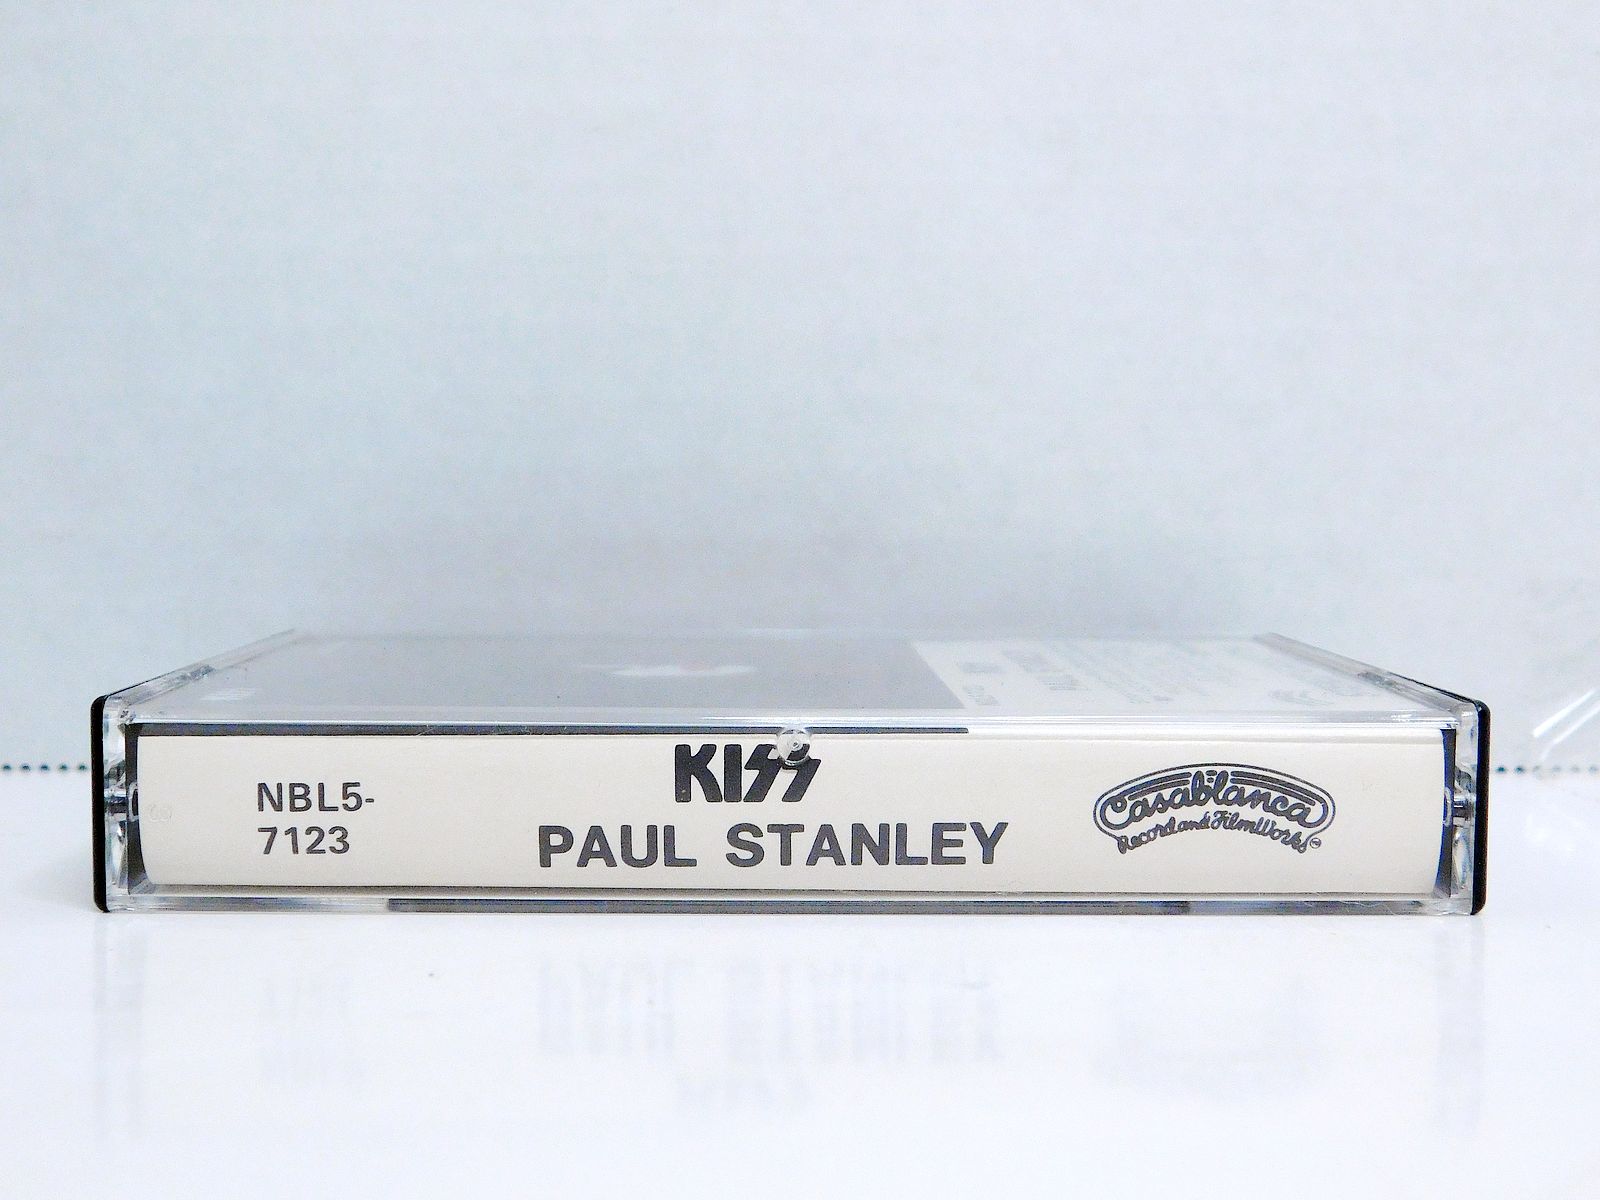 NBL5-
7123
KISS
PAUL STANLEY
Casablanca
Record and FilmWorks